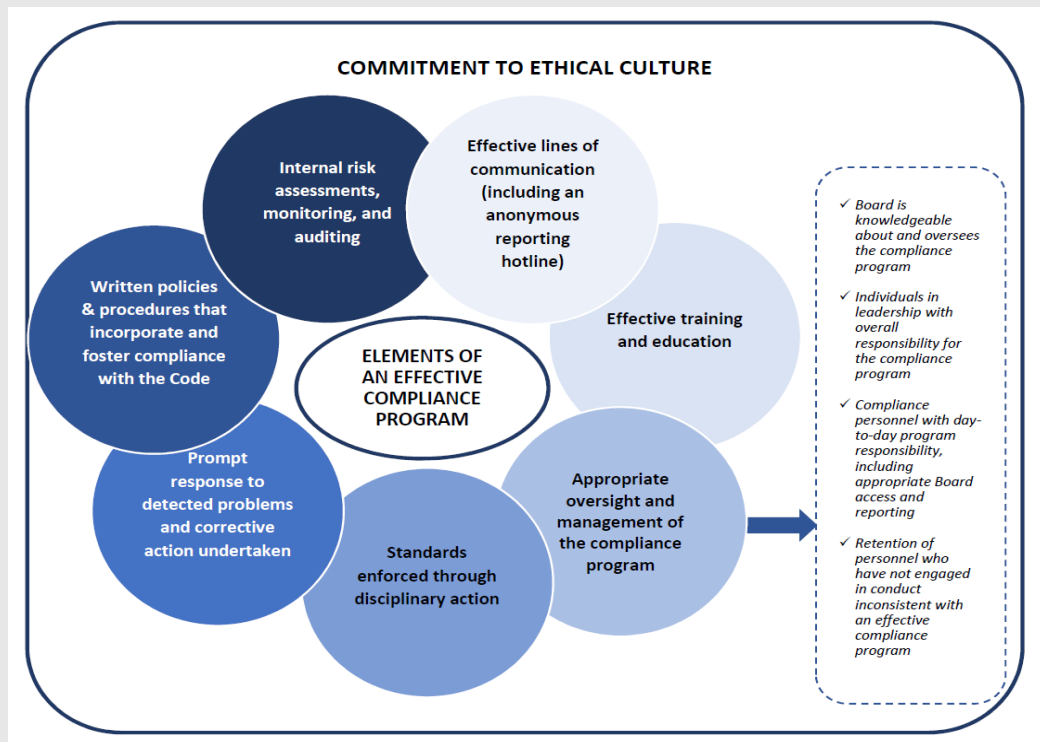 COMMITMENT TO ETHICAL CULTURE
Internal risk
assessments,
monitoring, and
auditing
Effective lines of
communication
(including an
anonymous
reporting
hotline)
Effective training
and education
Appropriate
oversight and
management of
the compliance
program
Standards
enforced through
disciplinary action
Prompt
response to
detected problems
and corrective
action undertaken
Written policies
& procedures that
incorporate and
foster compliance
with the Code
ELEMENTS OF
AN EFFECTIVE
COMPLIANCE
PROGRAM
✓ Board is
knowledgeable
about and oversees
the compliance
program
✓ Individuals in
leadership with
overall
responsibility for
the compliance
program
✓ Compliance
personnel with day-
to-day program
responsibility,
including
appropriate Board
access and
reporting
✓ Retention of
personnel who
have not engaged
in conduct
inconsistent with
an effective
compliance
program